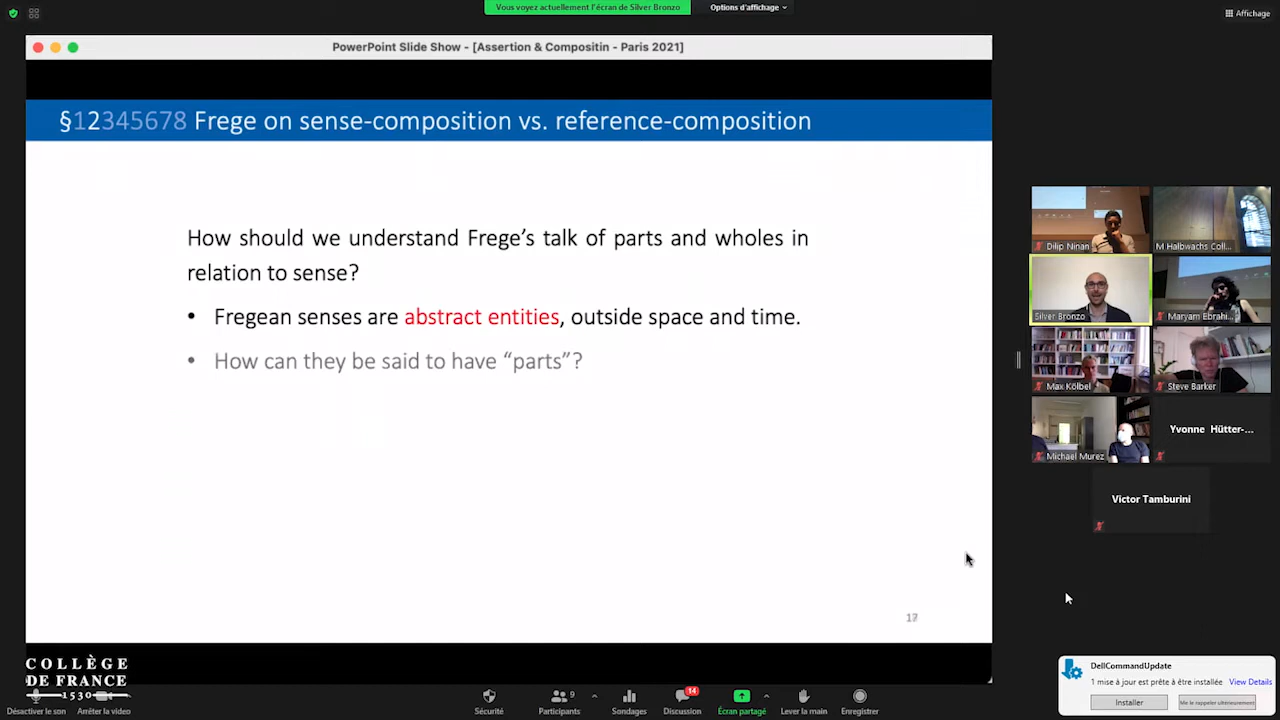 Vous voyez actuellement l'écran de Silver Bronzo
Options d'affichage
Affichage
PowerPoint Slide Show - [Assertion & Compositin - Paris 2021]
§12345678 Frege on sense-composition vs. reference-composition
How should we understand Frege's talk of parts and wholes in
relation to sense?
• Fregean senses are abstract entities, outside space and time.
• How can they be said to have “parts”?
Dilip Ninan
M Halbwachs Coll...
Silver Bronzo
Maryam Ebrahi...
Max Kölbel
Steve Barker
Michael Murez
Yvonne Hütter-...
Victor Tamburini
COLLÈGE
DE FRANCE
1530
DellCommandUpdate
1 mise à jour est prête à être installée
View Details
Installer
Me le rappeler ultérieurement
Désactiver le son
Arrêter la vidéo
Sécurité
9
Participants
Sondages
14
Discussion
Écran partagé
Lever la main
Enregistrer